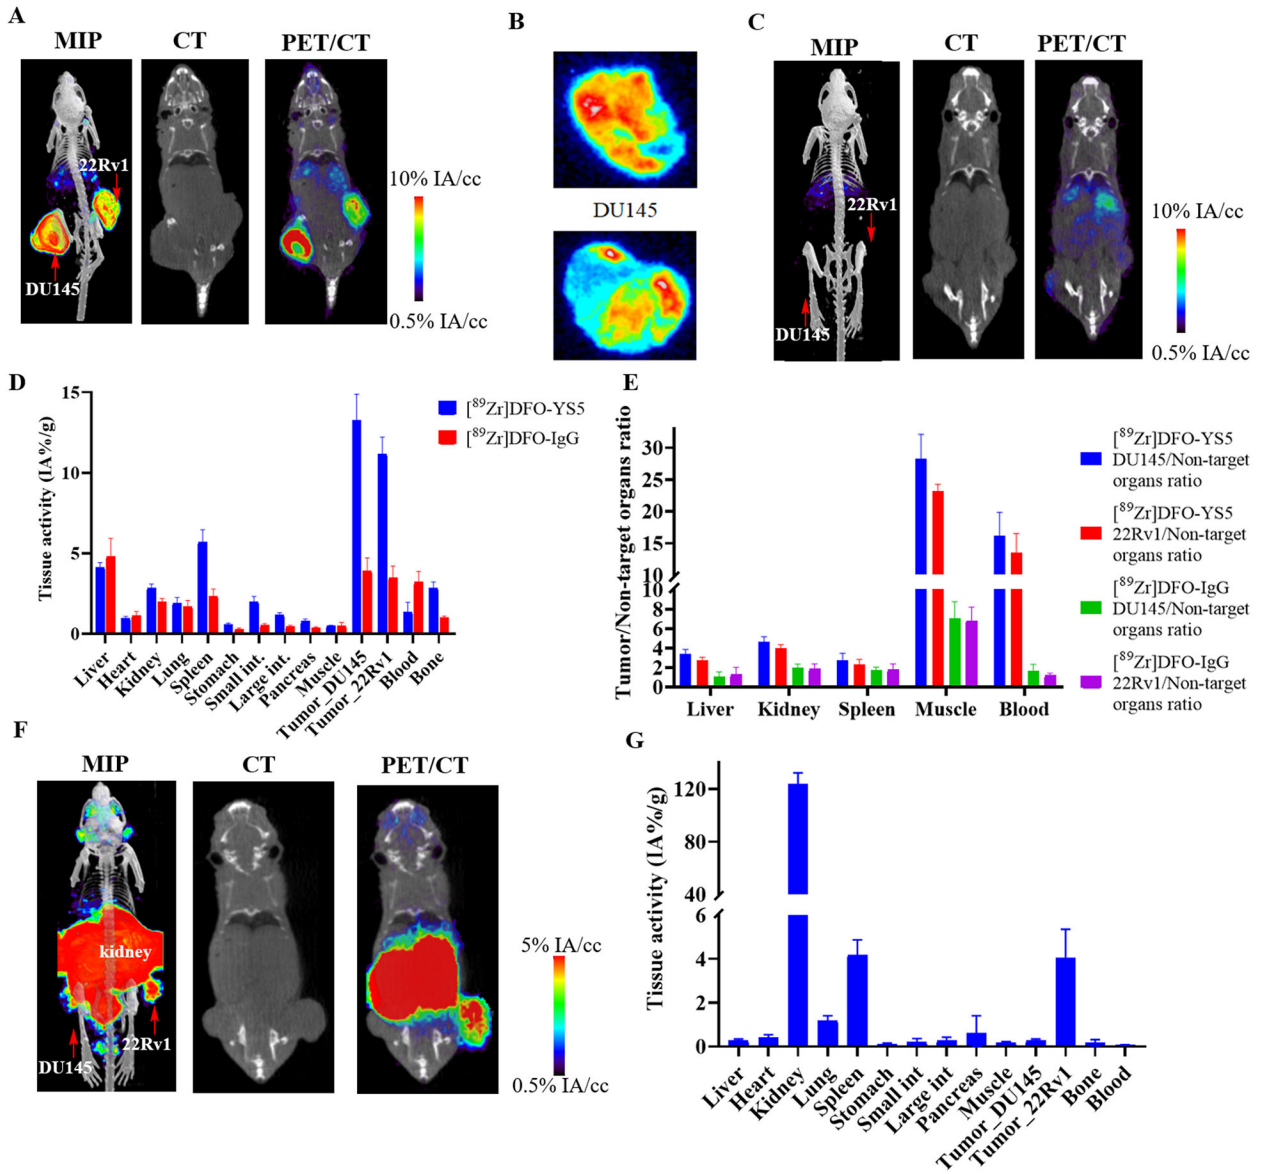 A
MIP
CT
PET/CT
22Rv1
DU145
10% IA/cc
0.5% IA/cc
B
DU145
C
MIP
CT
PET/CT
22Rv1
DU145
10% IA/cc
0.5% IA/cc
D
Tissue activity (IA%/g)
15
10
5
0
[⁸⁹Zr]DFO-YS5
[⁸⁹Zr]DFO-IgG
Liver
Heart
Kidney
Lung
Spleen
Stomach
Small int.
Large int.
Pancreas
Muscle
Tumor_DU145
Tumor_22Rv1
Blood
Bone
E
Tumor/Non-target organs ratio
30
25
20
15
10
10
8
6
4
2
0
Liver
Kidney
Spleen
Muscle
Blood
[⁸⁹Zr]DFO-YS5
DU145/Non-target
organs ratio
[⁸⁹Zr]DFO-YS5
22Rv1/Non-target
organs ratio
[⁸⁹Zr]DFO-IgG
DU145/Non-target
organs ratio
[⁸⁹Zr]DFO-IgG
22Rv1/Non-target
organs ratio
F
MIP
CT
PET/CT
kidney
22Rv1
DU145
5% IA/cc
0.5% IA/cc
G
Tissue activity (IA%/g)
120
80
40
6
4
2
0
Liver
Heart
Kidney
Lung
Spleen
Stomach
Small int
Large int
Pancreas
Muscle
Tumor_DU145
Tumor_22Rv1
Bone
Blood